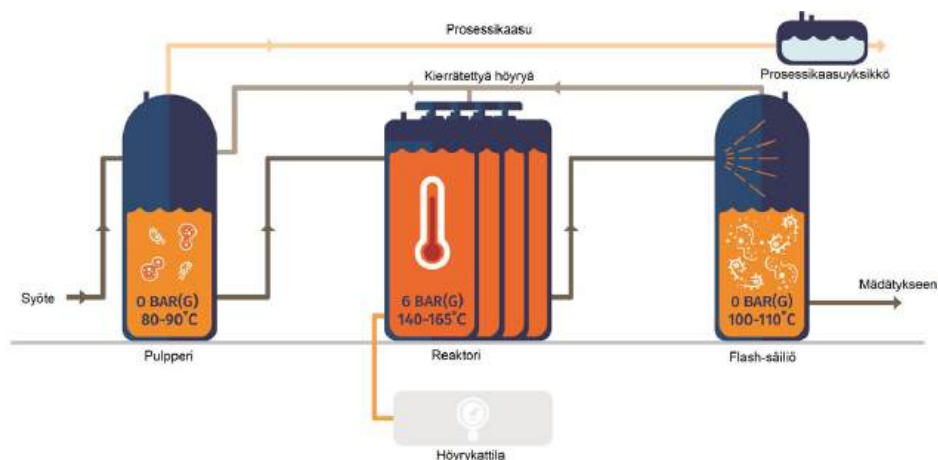 Prosessikaasu
Prosessikaasuyksikkö
Kierrätettyä höyryä
Syöte
0 BAR(G)
80-90°C
6 BAR(G)
140-165°C
0 BAR(G)
100-110°C
Mädätykseen
Pulpperi
Reaktori
Flash-säiliö
Höyrykattila